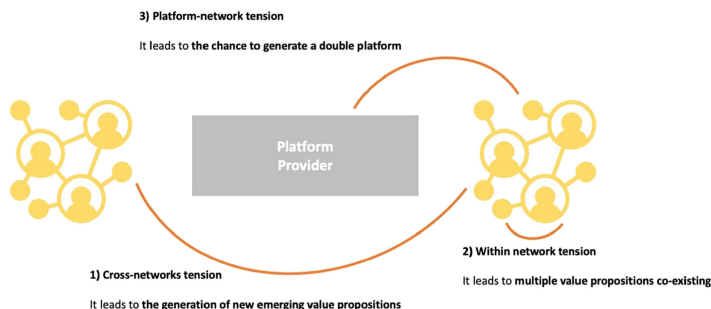 3) Platform-network tension
It leads to the chance to generate a double platform
Platform
Provider
2) Within network tension
It leads to multiple value propositions co-existing
1) Cross-networks tension
It leads to the generation of new emerging value propositions